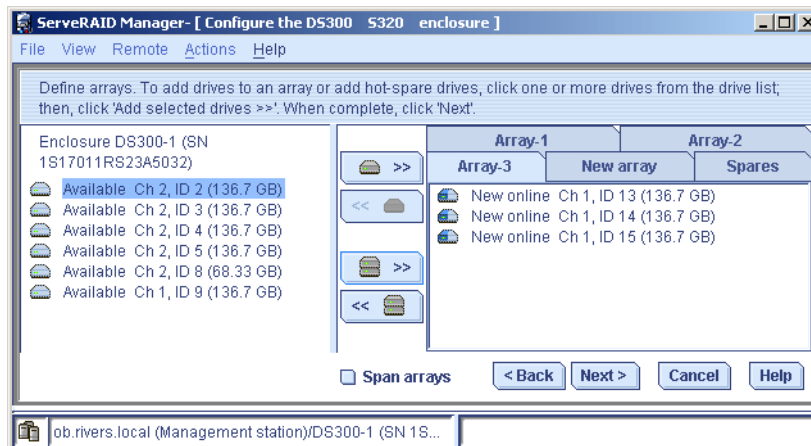 ServeRAID Manager- [ Configure the DS300 S320 enclosure ]
File View Remote Actions Help
Define arrays. To add drives to an array or add hot-spare drives, click one or more drives from the drive list;
then, click 'Add selected drives >>'. When complete, click 'Next'.
Enclosure DS300-1 (SN
1S17011RS23A5032)
Available Ch 2, ID 2 (136.7 GB)
Available Ch 2, ID 3 (136.7 GB)
Available Ch 2, ID 4 (136.7 GB)
Available Ch 2, ID 5 (136.7 GB)
Available Ch 2, ID 8 (68.33 GB)
Available Ch 1, ID 9 (136.7 GB)
>>
<<
>>
<<
Array-1 Array-2
Array-3 New array Spares
New online Ch 1, ID 13 (136.7 GB)
New online Ch 1, ID 14 (136.7 GB)
New online Ch 1, ID 15 (136.7 GB)
Span arrays < Back Next > Cancel Help
ob.rivers.local (Management station)/DS300-1 (SN 1S...